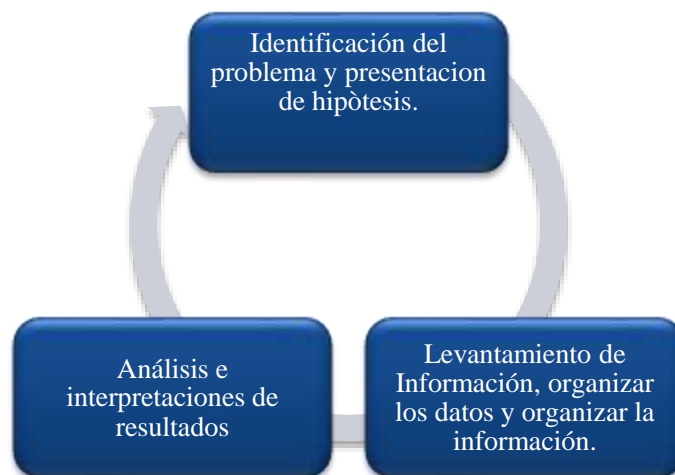 Identificación del
problema y presentacion
de hipòtesis.
Levantamiento de
Información, organizar
los datos y organizar la
información.
Análisis e
interpretaciones de
resultados